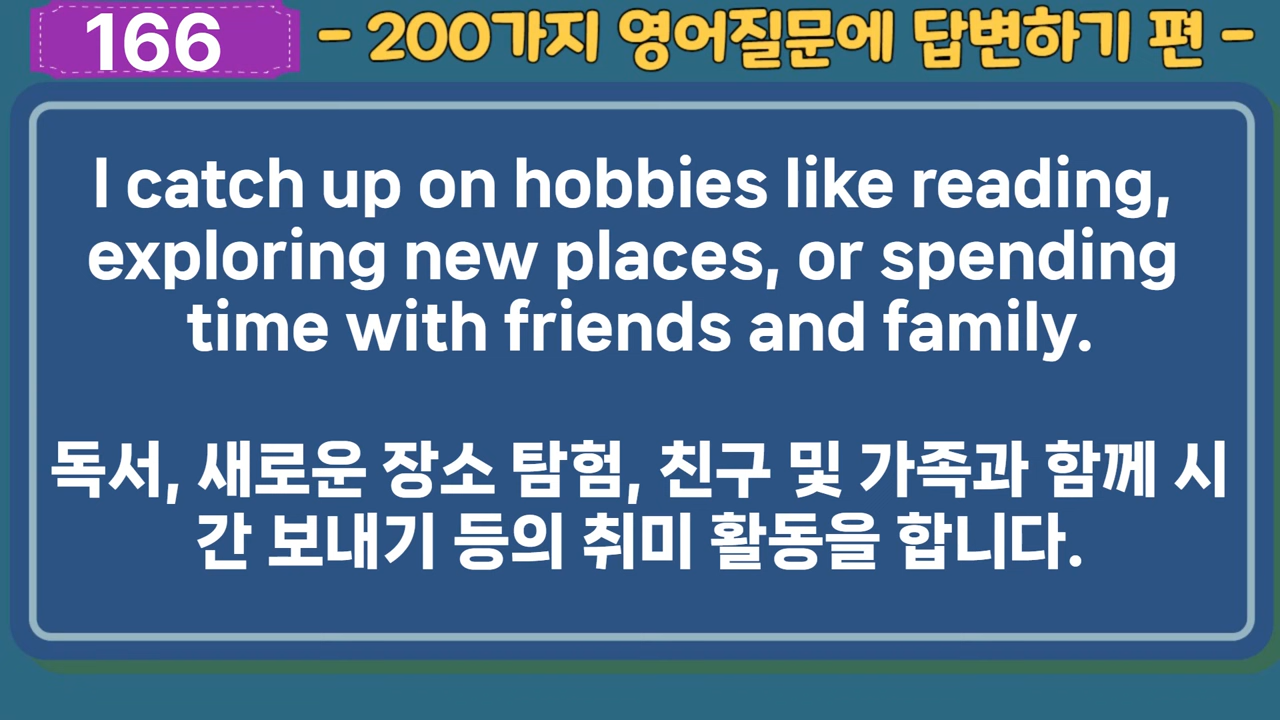 166
- 200가지 영어질문에 답변하기 편 -
I catch up on hobbies like reading,
exploring new places, or spending
time with friends and family.
독서, 새로운 장소 탐험, 친구 및 가족과 함께 시
간 보내기 등의 취미 활동을 합니다.